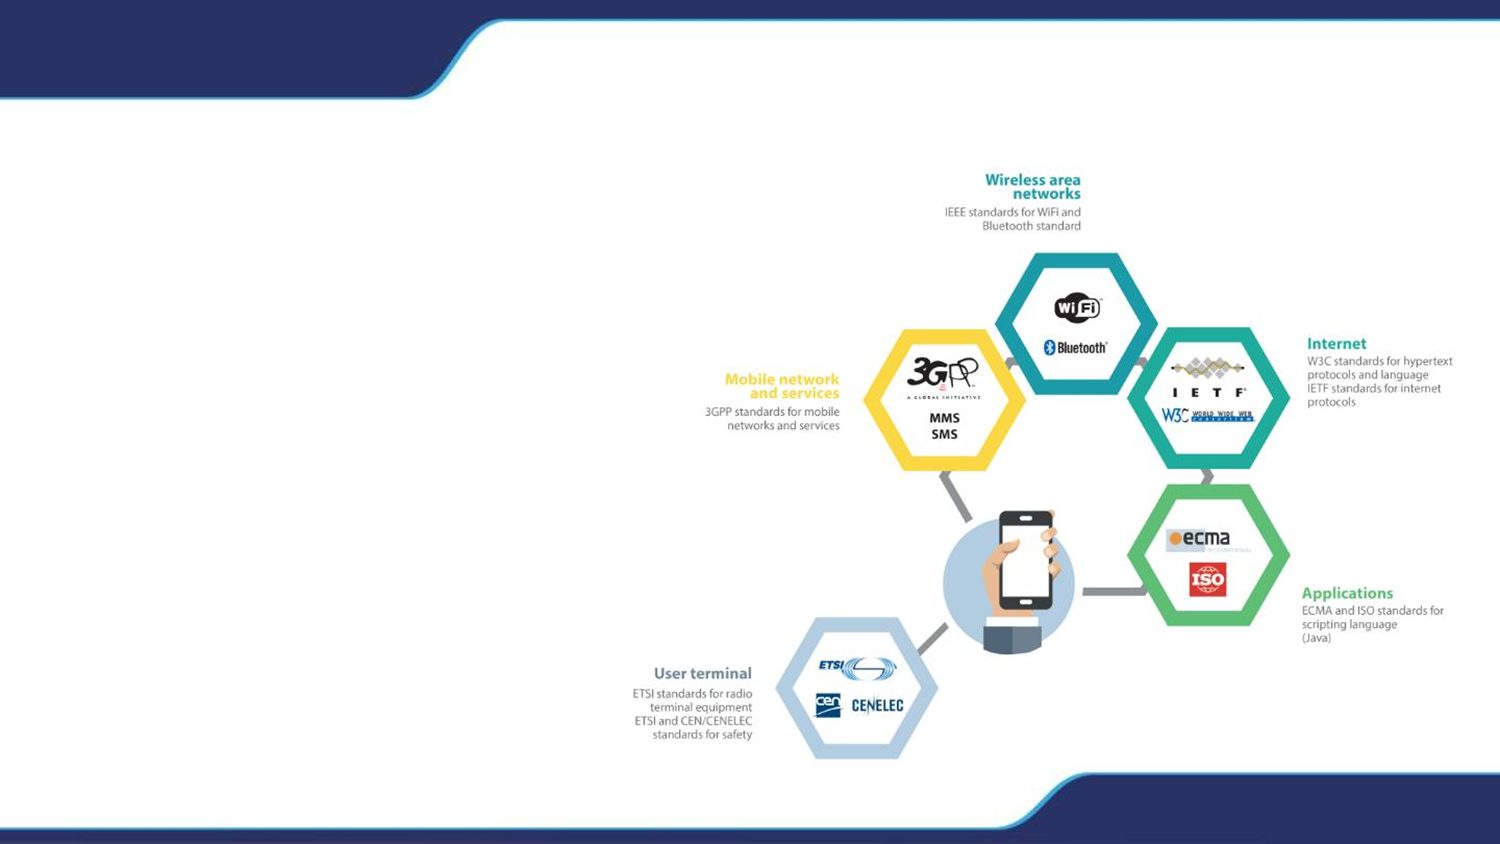 Wireless area
networks
IEEE standards for WiFi and
Bluetooth standard
Wi Fi
Bluetooth
Internet
W3C standards for hypertext
protocols and language
IETF standards for internet
protocols
I E T F
W3C WORLD WIDE WEB
consortium
Mobile network
and services
3GPP standards for mobile
networks and services
3GPP
A GLOBAL INITIATIVE
MMS
SMS
ecma
INTERNATIONAL
ISO
Applications
ECMA and ISO standards for
scripting language
(Java)
User terminal
ETSI standards for radio
terminal equipment
ETSI and CEN/CENELEC
standards for safety
ETSI
cen CENELEC